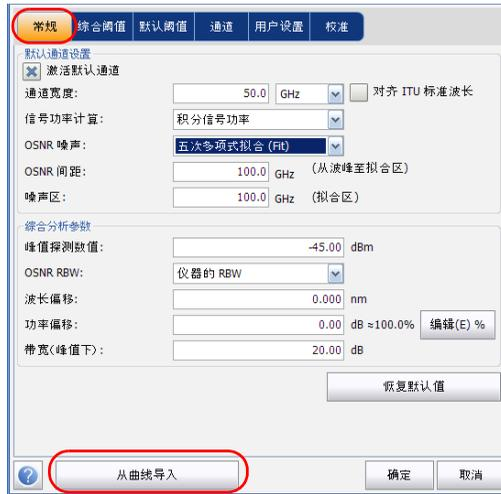 常规 综合阈值 默认阈值 通道 用户设置 校准
默认通道设置
激活默认通道
通道宽度: 50.0 GHz 对齐 ITU 标准波长
信号功率计算: 积分信号功率
OSNR 噪声: 五次多项式拟合 (Fit)
OSNR 间距: 100.0 GHz (从波峰至拟合区)
噪声区: 100.0 GHz (拟合区)
综合分析参数
峰值探测数值: -45.00 dBm
OSNR RBW: 仪器的 RBW
波长偏移: 0.000 nm
功率偏移: 0.00 dB ≈100.0% 编辑(E) %
带宽(峰值下): 20.00 dB
恢复默认值
? 从曲线导入 确定 取消